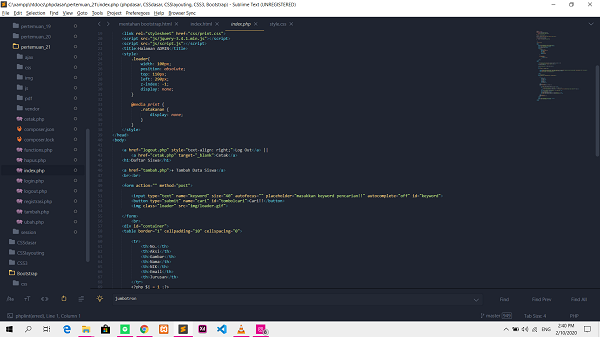 C:\xampp\htdocs\phpdasar\pertemuan_21\index.php (phpdasar, CSSdasar, CSSlayouting, CSS3, Bootstrap) - Sublime Text (UNREGISTERED)
File Edit Selection Find View Goto Tools Project Preferences Help Browser Sync
mentahan bootstrap.html index.html index.php style.css
pertemuan_19
pertemuan_20
pertemuan_21
ajax
css
img
js
pdf
vendor
cetak.php
composer.json
composer.lock
functions.php
hapus.php
index.php
login.php
logout.php
registrasi.php
tambah.php
ubah.php
session
CSSdasar
CSSlayouting
CSS3
Bootstrap
css
<link rel="stylesheet" href="css/print.css">
<script src="js/jquery-3.4.1.min.js"></script>
<script src="js/script.js"></script>
<title>Halaman ADMIN</title>
<style>
.loader{
width: 100px;
position: absolute;
top: 110px;
left: 290px;
z-index: -1;
display: none;
}
@media print {
display: none;
}
}
</style>
</head>
<body>
<a href="logout.php" style="text-align: right;">Log Out</a> ||
<a href="cetak.php" target="_blank">Cetak</a>
<h1>Daftar Siswa</h1>
<a href="tambah.php">+ Tambah Data Siswa</a>
<br><br>
<form action="" method="post">
<input type="text" name="keyword" size="40" autofocus="" placeholder="masukkan keyword pencarian!!" autocomplete="off" id="keyword">
<button type="submit" name="cari" id="tombolcari">Cari!</button>
<img class="loader" src="img/loader.gif">
</form>
<br>
<div id="container">
<table border="1" cellpadding="10" cellspacing="0">
<tr>
<th>No.</th>
<th>Aksi</th>
<th>Gambar</th>
<th>Nama</th>
<th>NIS</th>
<th>Email</th>
<th>Jurusan</th>
</tr>
<?php $i = 1 ;?>
jumbotron Find Find Prev Find All
php(intlerred), Line 1, Column 1 master Tab Size: 4 PHP
ENG 2:40 PM
2/10/2020